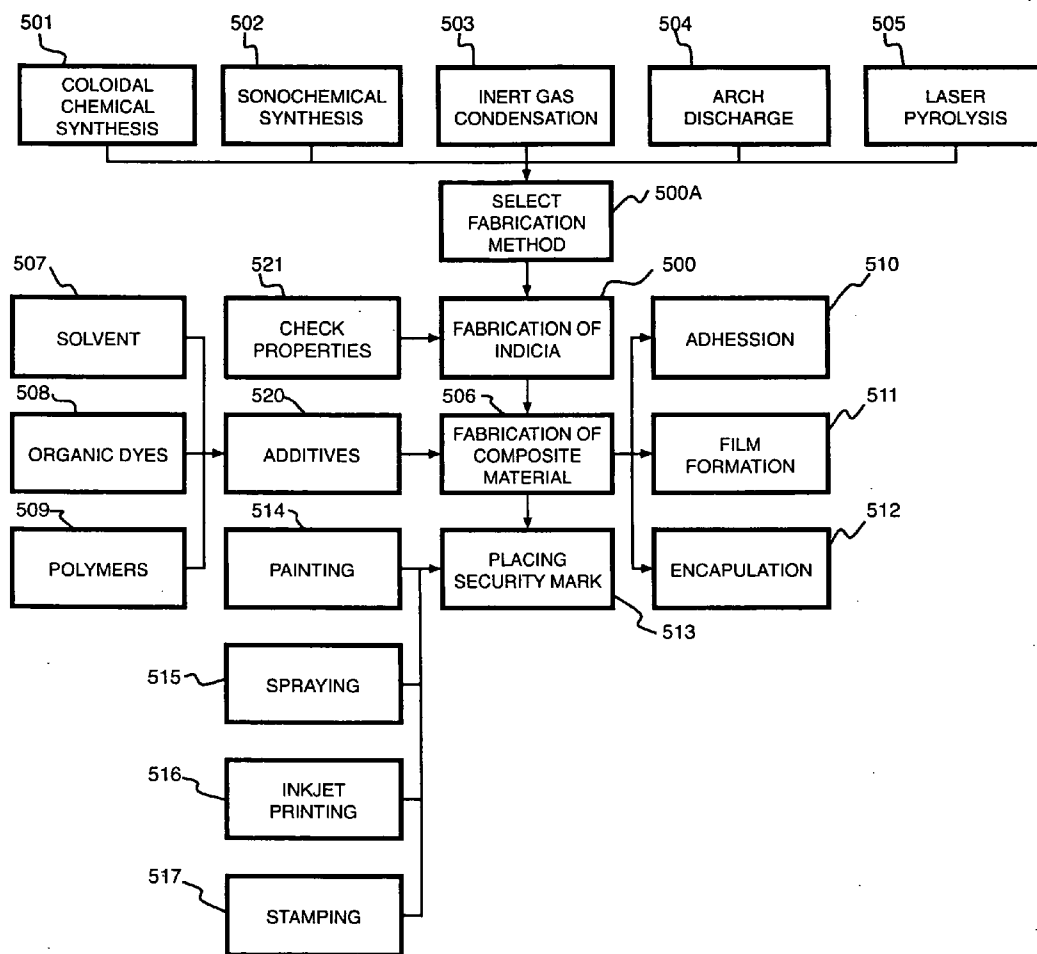 501
502
503
504
505
COLOIDAL
CHEMICAL
SYNTHESIS
SONOCHEMICAL
SYNTHESIS
INERT GAS
CONDENSATION
ARCH
DISCHARGE
LASER
PYROLYSIS
500A
SELECT
FABRICATION
METHOD
507
521
500
510
SOLVENT
CHECK
PROPERTIES
FABRICATION OF
INDICIA
ADHESSION
508
520
506
511
ORGANIC DYES
ADDITIVES
FABRICATION OF
COMPOSITE
MATERIAL
FILM
FORMATION
509
514
512
POLYMERS
PAINTING
PLACING
SECURITY MARK
ENCAPULATION
513
515
SPRAYING
516
INKJET
PRINTING
517
STAMPING